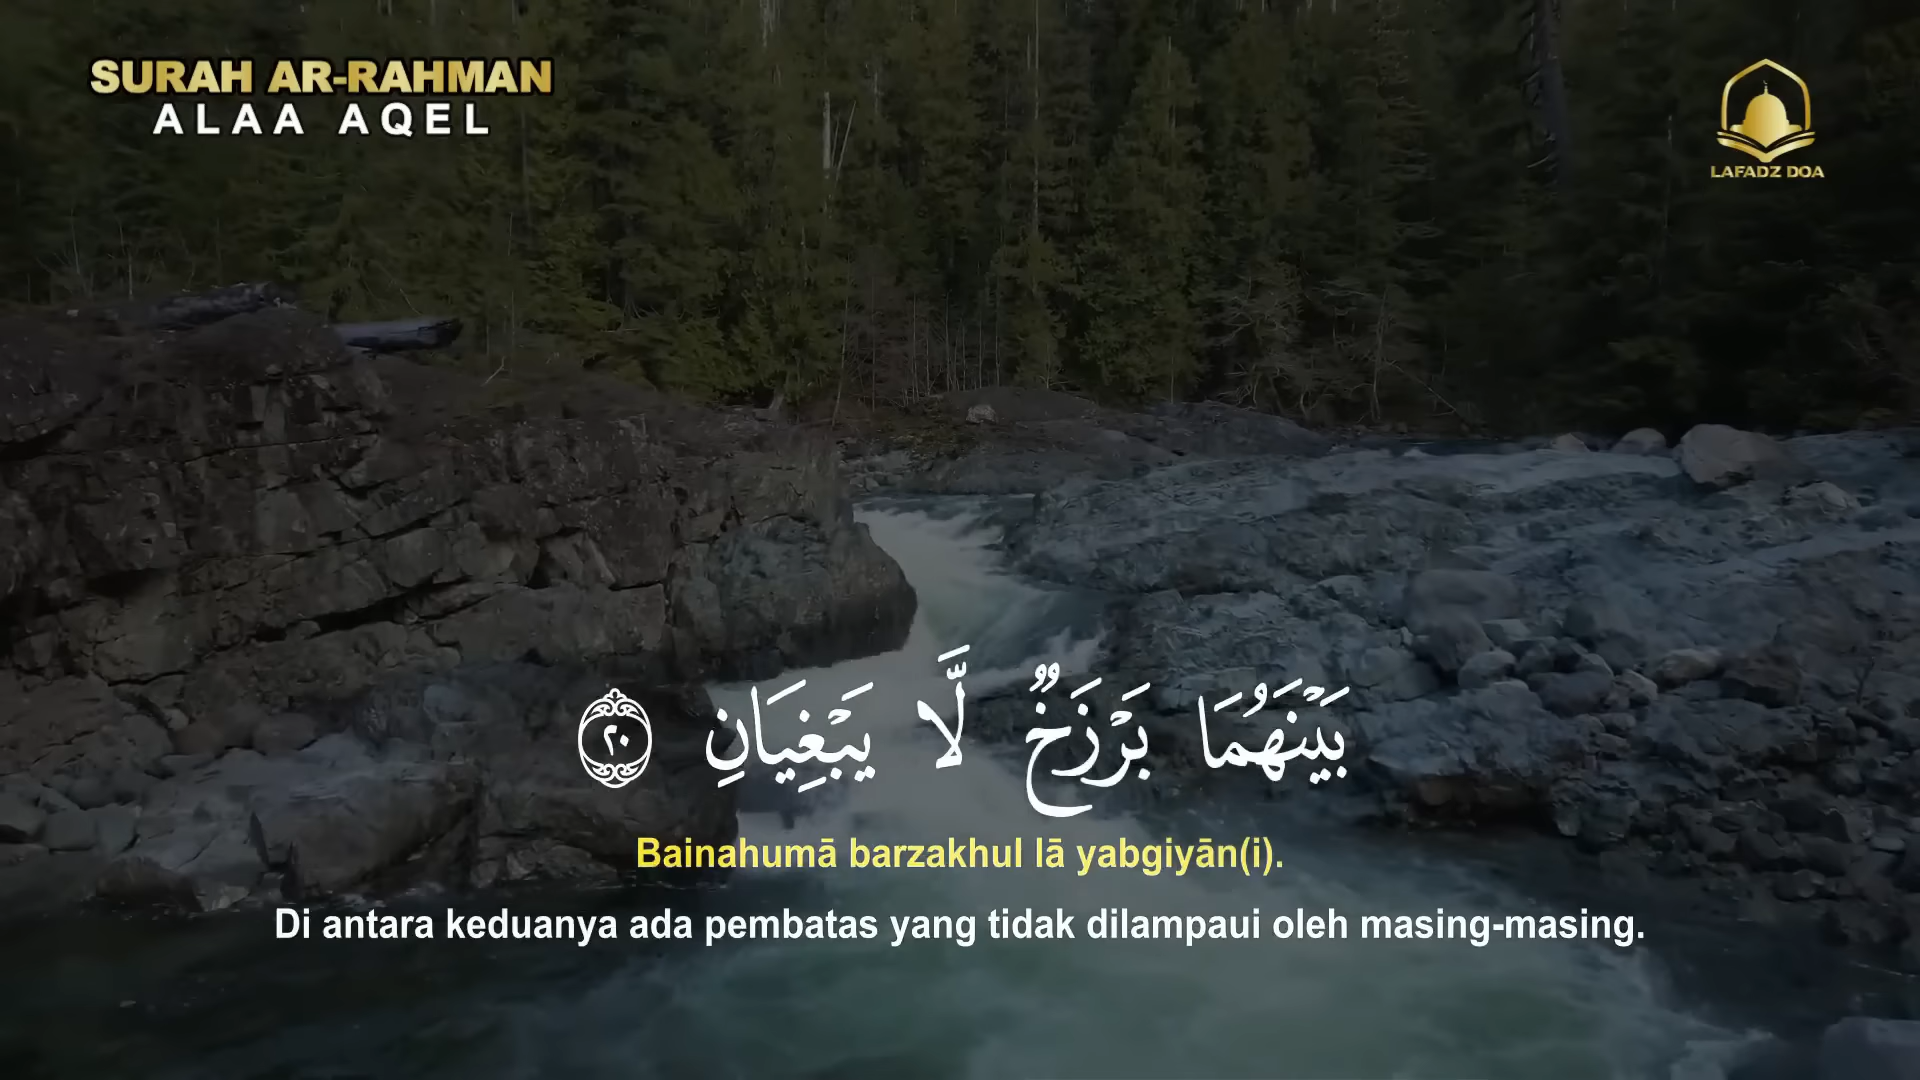 SURAH AR-RAHMAN
ALAA AQEL
LAFADZ DOA
بَيْنَهُمَا بَرْزَخٌ لَّا يَبْغِيَانِ ٢٠
Bainahumā barzakhul lā yabgiyān(i).
Di antara keduanya ada pembatas yang tidak dilampaui oleh masing-masing.